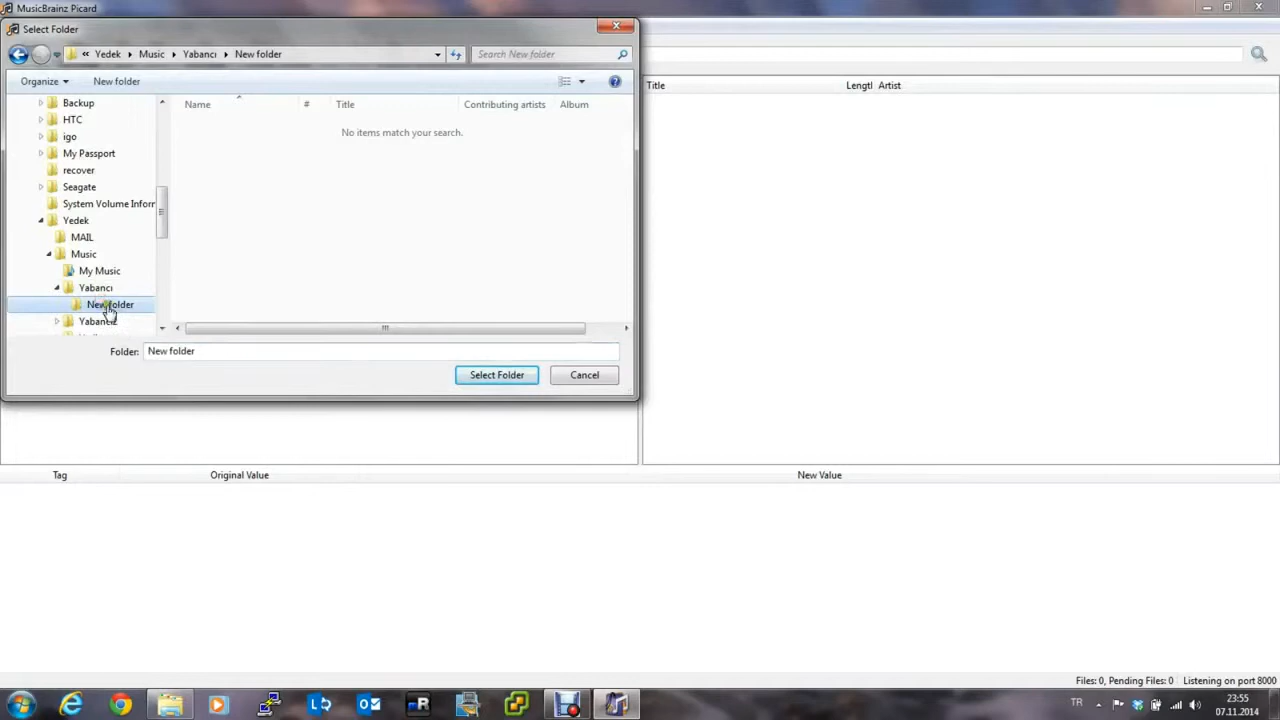 MusicBrainz Picard
Select Folder
« Yedek Music Yabancı New folder
Search New folder
Organize New folder
Title Lengtl Artist
Name # Title Contributing artists Album
No items match your search.
Backup
HTC
igo
My Passport
recover
Seagate
System Volume Inforr
Yedek
MAIL
Music
My Music
Yabancı
New folder
Folder: New folder
Select Folder Cancel
Tag Original Value New Value
Files: 0, Pending Files: 0 Listening on port 8000
TR 23:55
07.11.2014